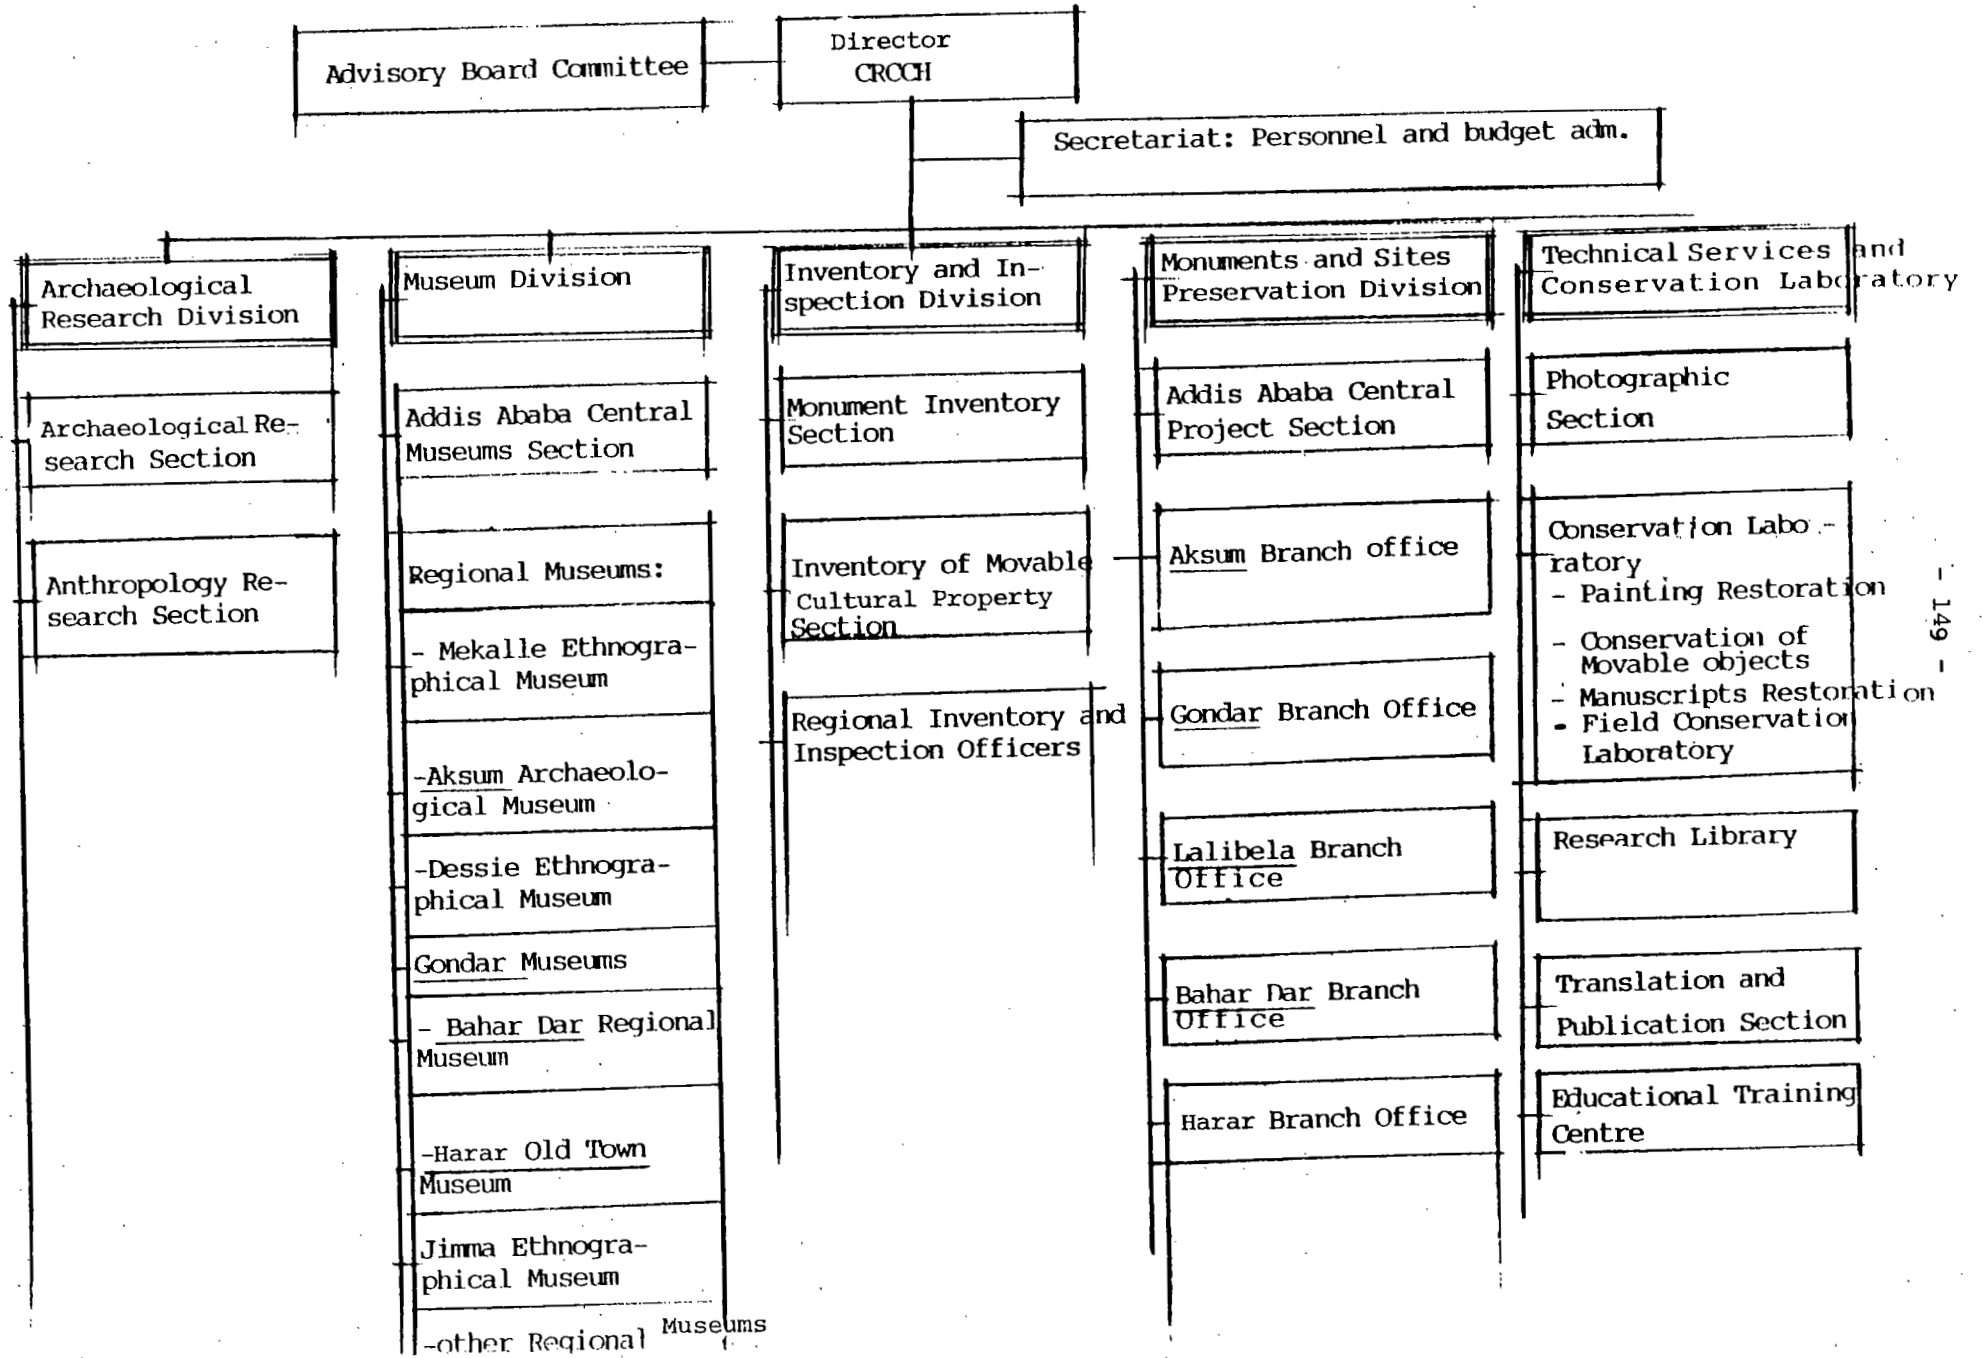 Advisory Board Committee
Director
CRCCH
Secretariat: Personnel and budget adm.
Archaeological
Research Division
Archaeological Re-
search Section
Anthropology Re-
search Section
Museum Division
Addis Ababa Central
Museums Section
Regional Museums:
- Mekalle Ethnogra-
phical Museum
-Aksum Archaeolo-
gical Museum
-Dessie Ethnogra-
phical Museum
Gondar Museums
- Bahar Dar Regional
Museum
-Harar Old Town
Museum
Jimma Ethnogra-
phical Museum
-other Regional Museums
Inventory and In-
spection Division
Monument Inventory
Section
Inventory of Movable
Cultural Property
Section
Regional Inventory and
Inspection Officers
Monuments and Sites
Preservation Division
Addis Ababa Central
Project Section
Aksum Branch office
Gondar Branch Office
Lalibela Branch
Office
Bahar Dar Branch
Office
Harar Branch Office
Technical Services and
Conservation Laboratory
Photographic
Section
Conservation Labo-
ratory
- Painting Restoration
- Conservation of
Movable objects
- Manuscripts Restoration
- Field Conservation
Laboratory
Research Library
Translation and
Publication Section
Educational Training
Centre
- 149 -